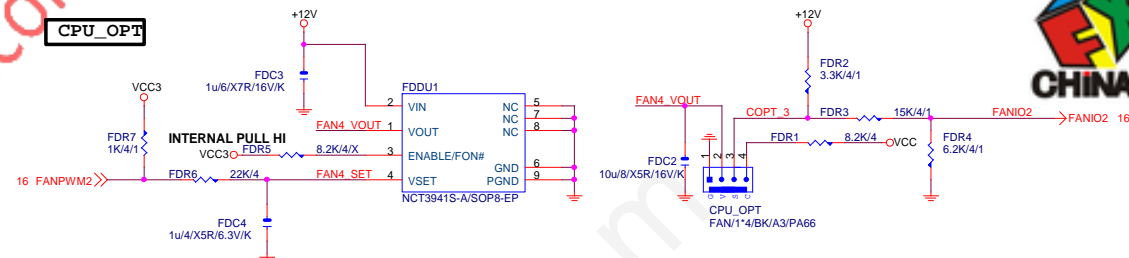 CPU_OPT
+12V
FDC3
1u/6/X7R/16V/K
VCC3
FDR7
1K/4/1
INTERNAL PULL HI
VCC3
FDR5
8.2K/4/X
16 FANPWM2
FDR6
22K/4
FAN4_SET
FDC4
1u/4/X5R/6.3V/K
FDDU1
FAN4_VOUT
2 VIN
1 VOUT
3 ENABLE/FON#
4 VSET
NC 5
NC 7
NC 8
GND 6
PGND 9
NCT3941S-A/SOP8-EP
+12V
FDR2
3.3K/4/1
FAN4_VOUT
COPT_3
FDR3
15K/4/1
FANIO2
FANIO2 16
FDR1
8.2K/4
VCC
FDR4
6.2K/4/1
FDC2
10u/8/X5R/16V/K
1 2 3 4
G V S C
CPU_OPT
FAN/1*4/BK/A3/PA66
CHiNA